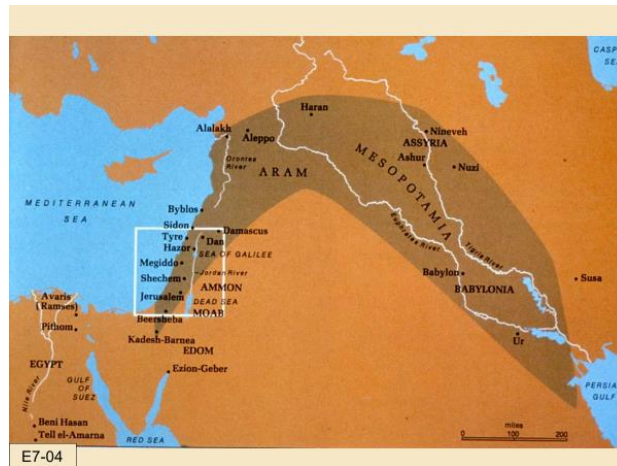 CASPIAN
SEA
Haran
Alalakh
Aleppo
Nineveh
ASSYRIA
Ashur
Nuzi
MESOPOTAMIA
ARAM
Orontes
River
MEDITERRANEAN
SEA
Byblos
Sidon
Damascus
Tyre
Dan
Hazor
SEA OF GALILEE
Megiddo
Jordan River
Shechem
AMMON
Jerusalem
DEAD SEA
Beersheba
MOAB
Kadesh-Barnea
EDOM
Ezion-Geber
Euphrates River
Tigris River
Babylon
BABYLONIA
Susa
Ur
PERSIAN
GULF
Avaris
(Ramses)
Pithom
EGYPT
Nile River
GULF
OF
SUEZ
Beni Hasan
Tell el-Amarna
RED SEA
miles
0 100 200
E7-04